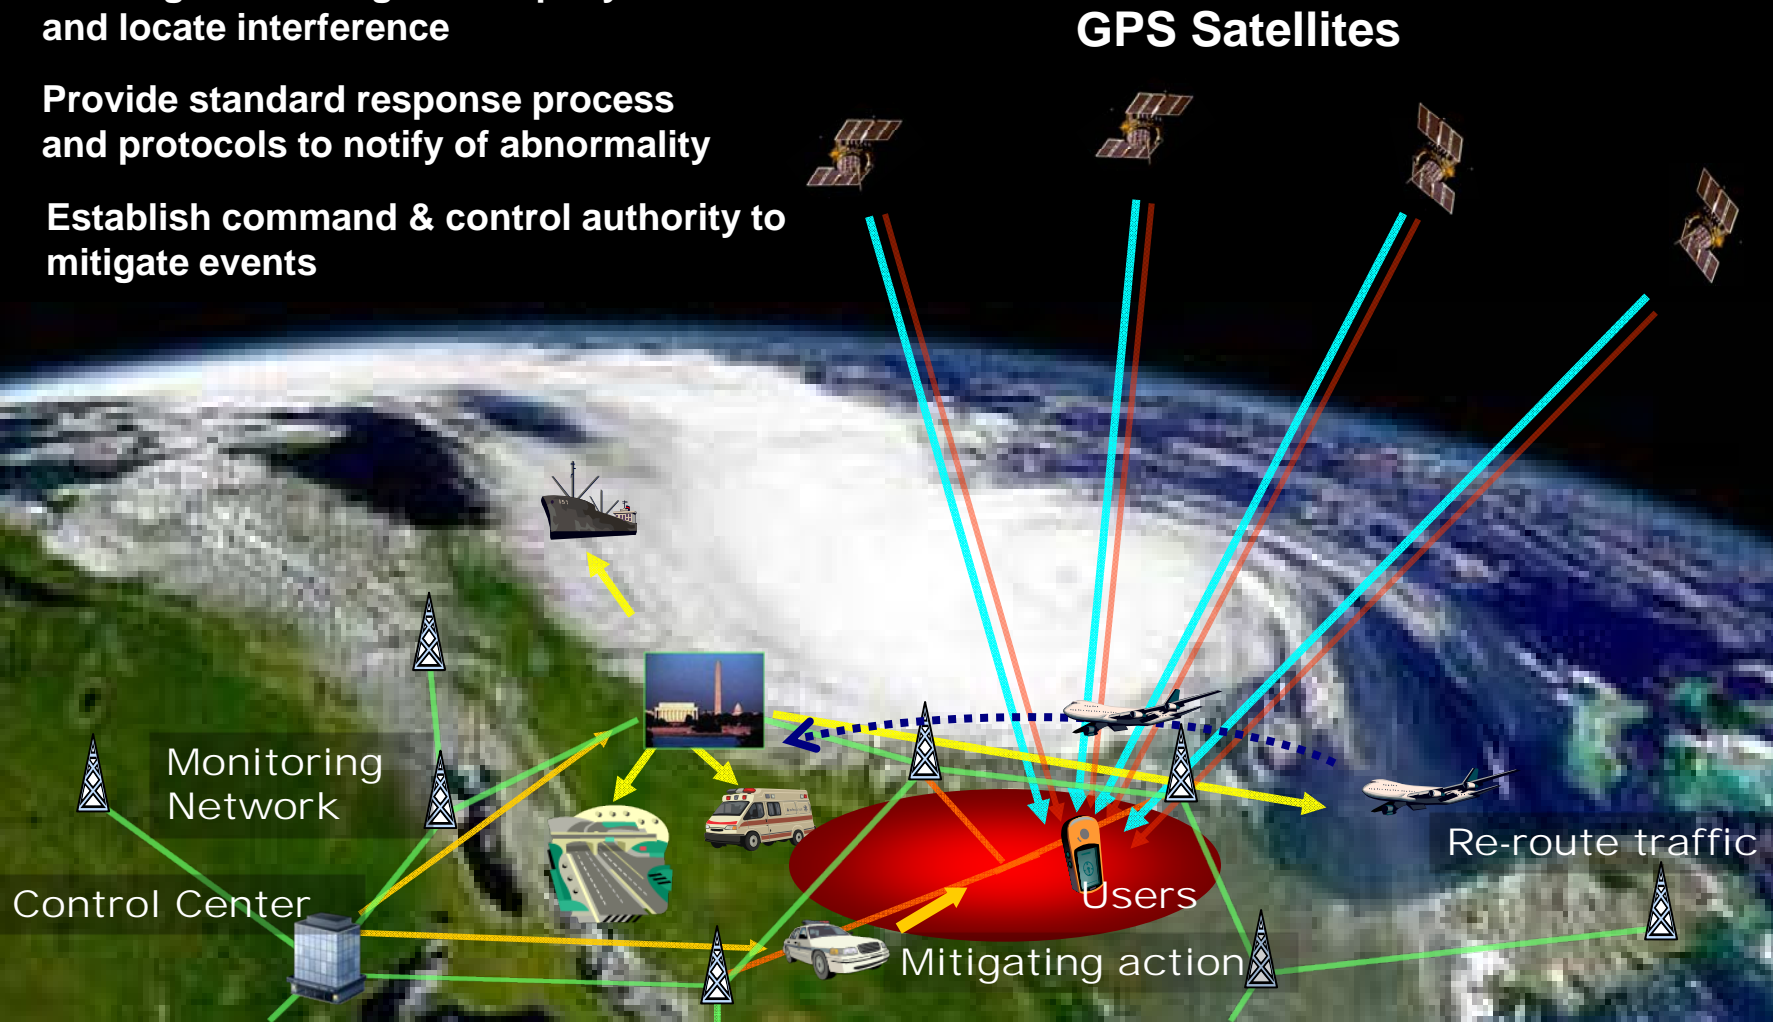 and locate interference
GPS Satellites
Provide standard response process
and protocols to notify of abnormality
Establish command & control authority to
mitigate events
Monitoring
Network
Re-route traffic
Control Center
Users
Mitigating action